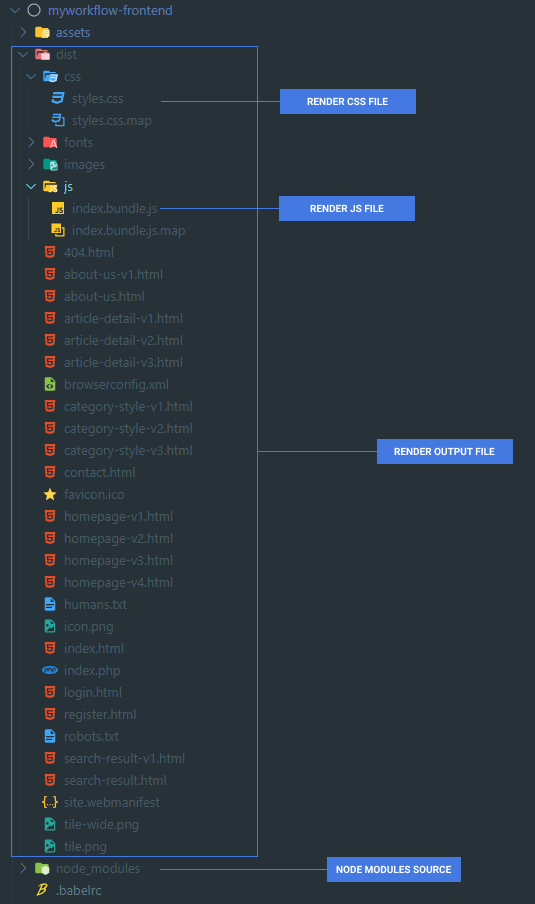 myworkflow-frontend
assets
dist
css
styles.css
RENDER CSS FILE
styles.css.map
fonts
images
js
index.bundle.js
RENDER JS FILE
index.bundle.js.map
404.html
about-us-v1.html
about-us.html
article-detail-v1.html
article-detail-v2.html
article-detail-v3.html
browserconfig.xml
category-style-v1.html
category-style-v2.html
category-style-v3.html
RENDER OUTPUT FILE
contact.html
favicon.ico
homepage-v1.html
homepage-v2.html
homepage-v3.html
homepage-v4.html
humans.txt
icon.png
index.html
index.php
login.html
register.html
robots.txt
search-result-v1.html
search-result.html
site.webmanifest
tile-wide.png
tile.png
node_modules
NODE MODULES SOURCE
.babelrc